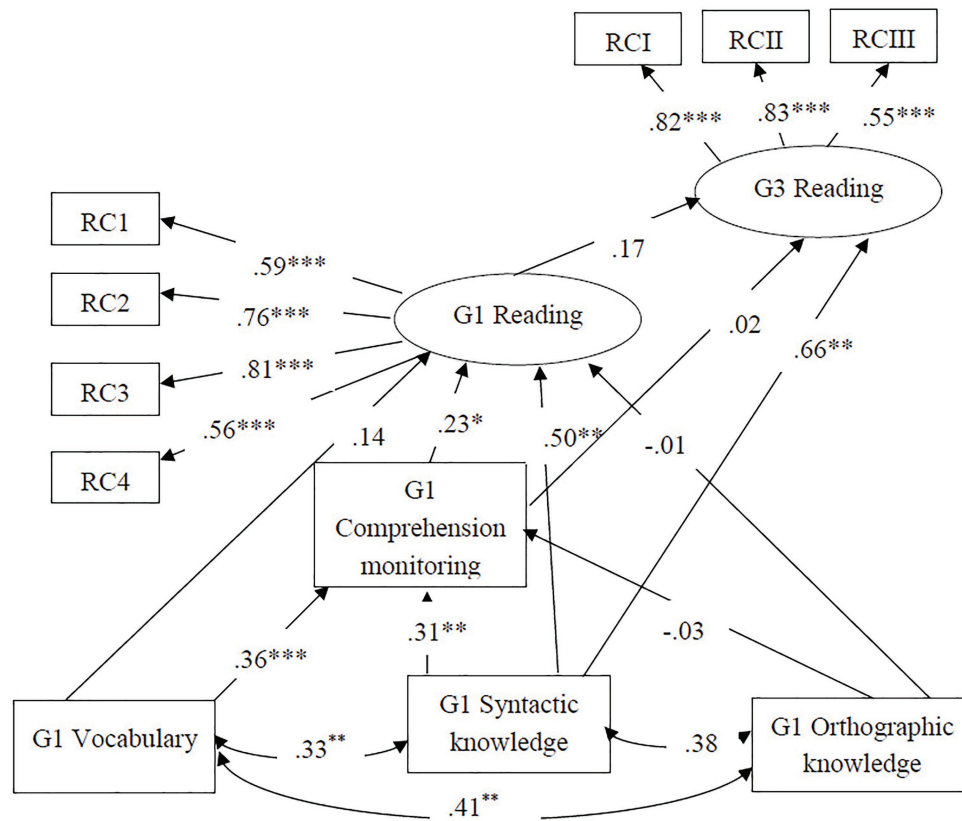 RCI
RCII
RCIII
.82***
.83***
.55***
G3 Reading
RC1
.59***
.17
RC2
.76***
G1 Reading
.02
.66**
RC3
.81***
.56***
.14
.23*
.50**
-.01
RC4
G1
Comprehension
monitoring
.36***
.31**
-.03
G1 Vocabulary
G1 Syntactic
knowledge
G1 Orthographic
knowledge
.33**
.38
.41**